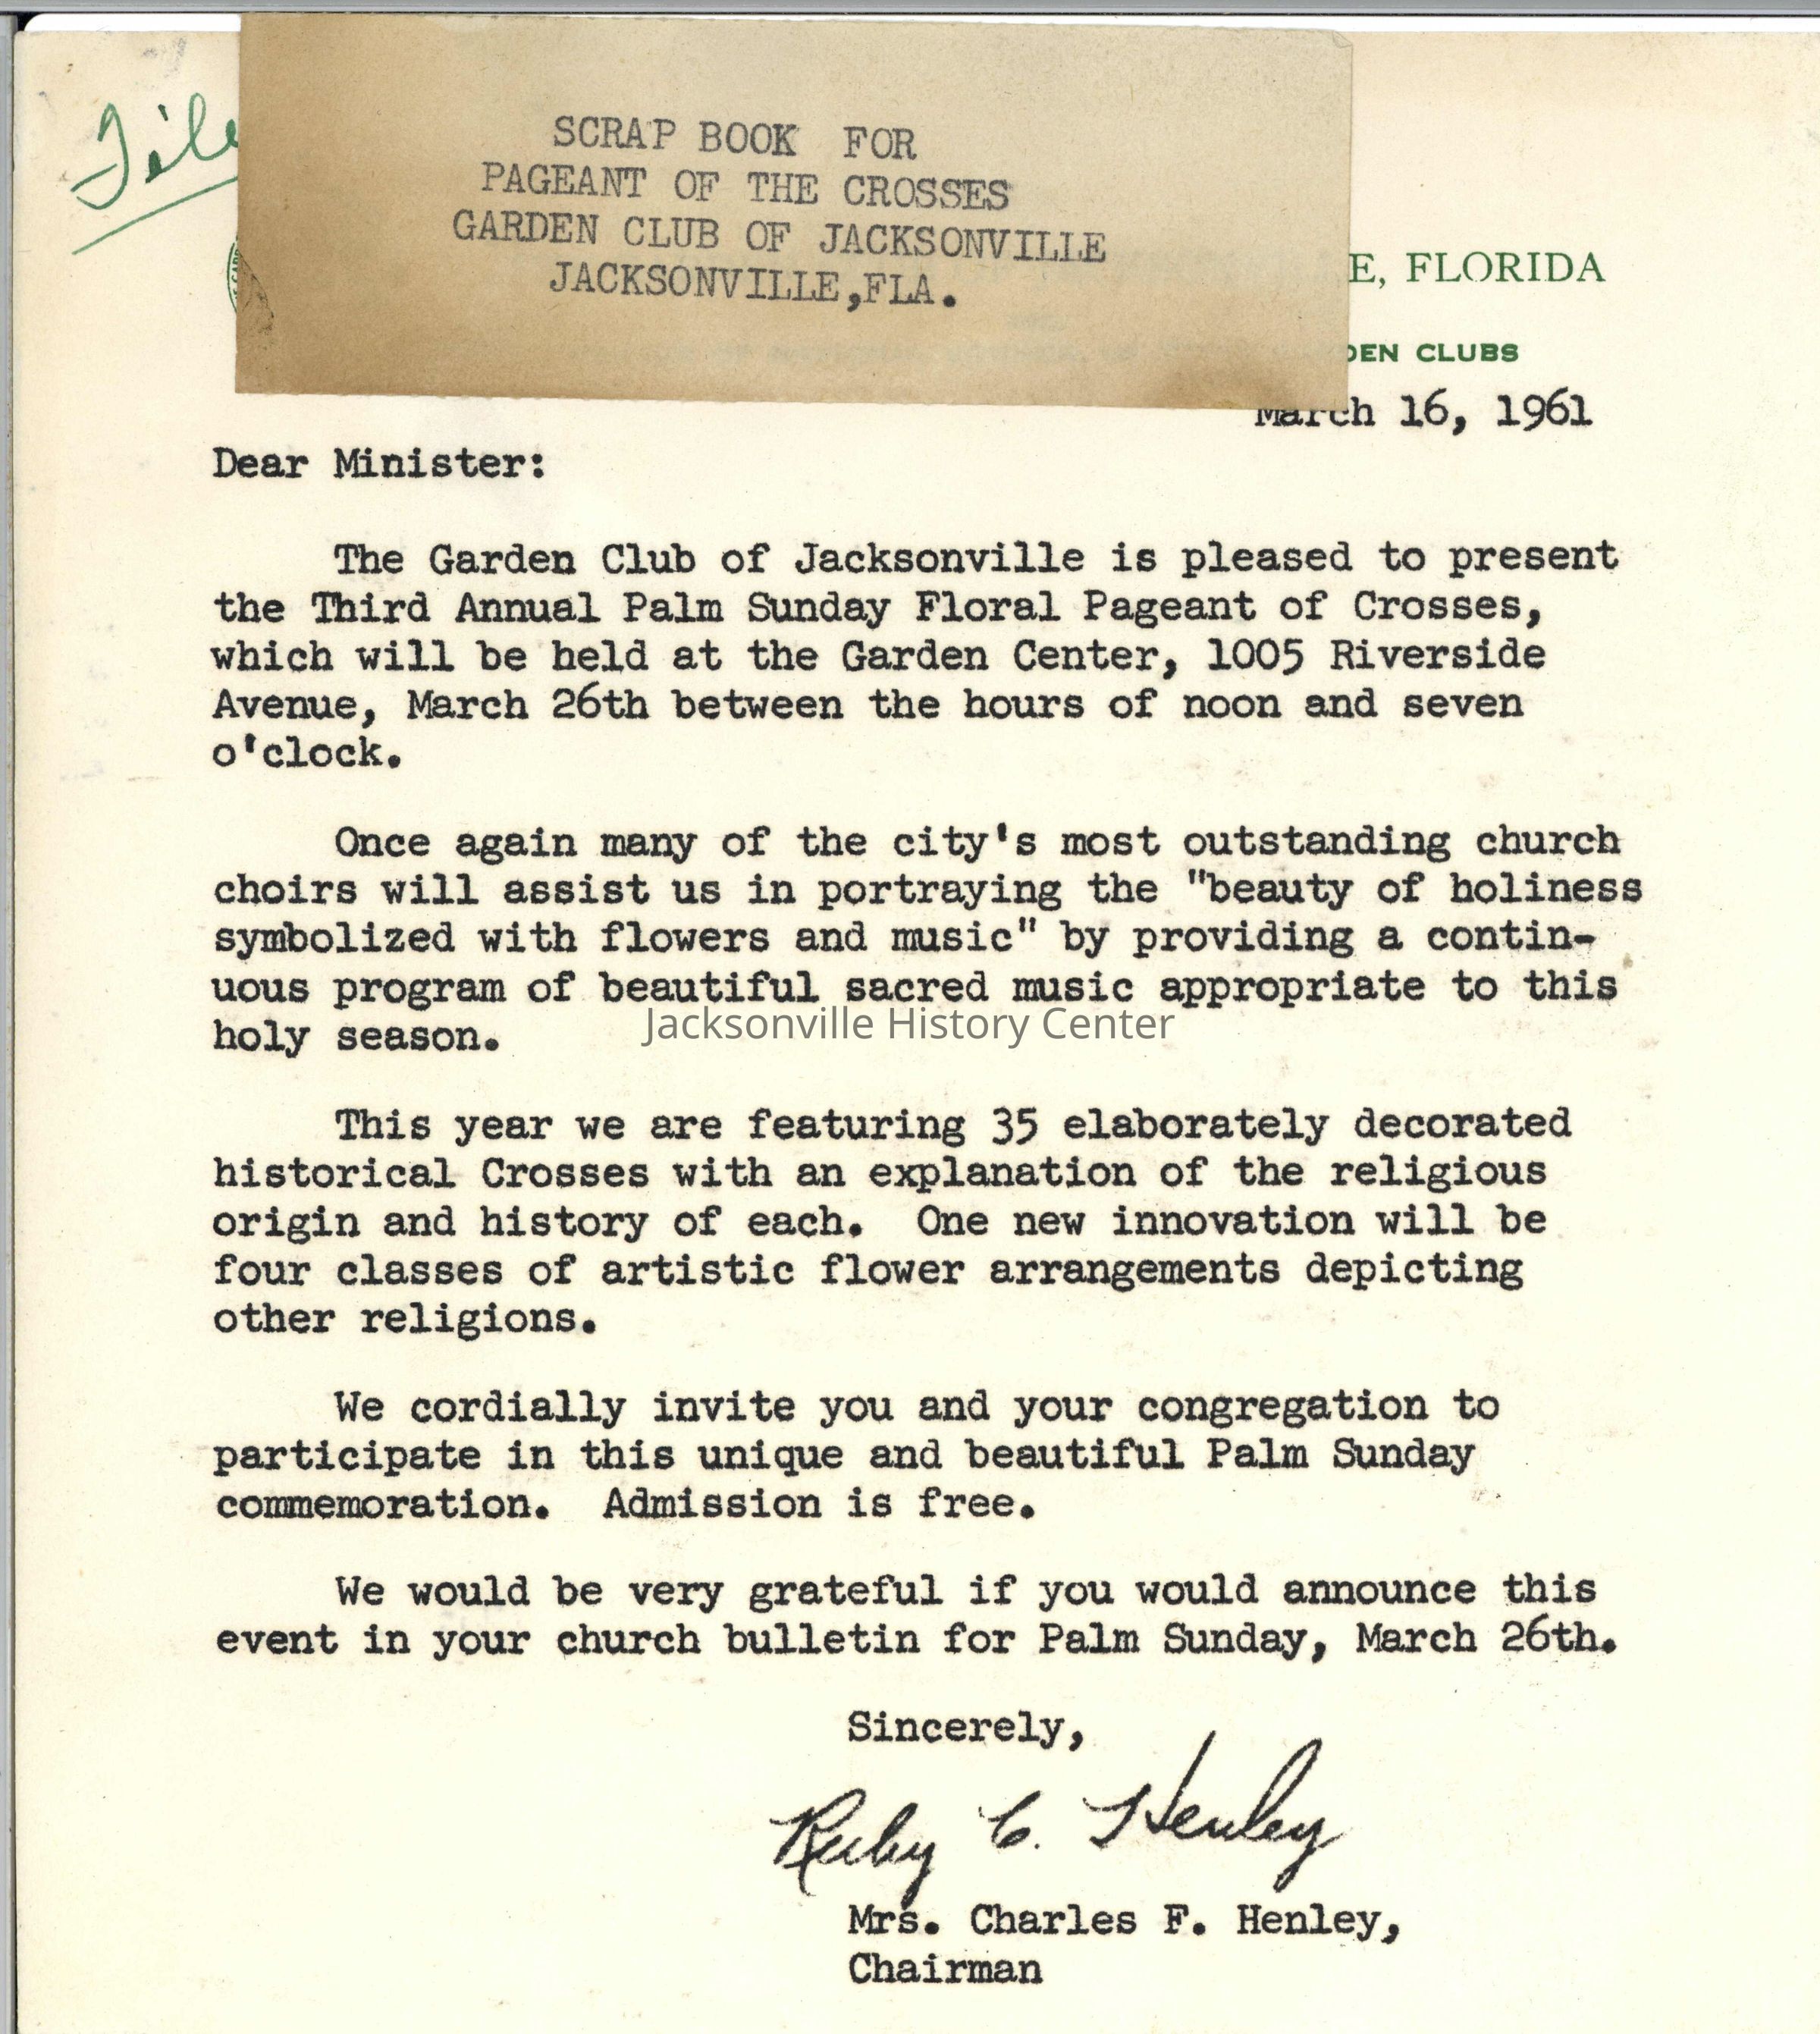 File
SCRAP BOOK FOR
PAGEANT OF THE CROSSES
GARDEN CLUB OF JACKSONVILLE
JACKSONVILLE,FLA.
E, FLORIDA
DEN CLUBS
March 16, 1961
Dear Minister:
The Garden Club of Jacksonville is pleased to present
the Third Annual Palm Sunday Floral Pageant of Crosses,
which will be held at the Garden Center, 1005 Riverside
Avenue, March 26th between the hours of noon and seven
o'clock.
Once again many of the city's most outstanding church
choirs will assist us in portraying the "beauty of holiness
symbolized with flowers and music" by providing a contin-
uous program of beautiful sacred music appropriate to this
holy season.
Jacksonville History Center
This year we are featuring 35 elaborately decorated
historical Crosses with an explanation of the religious
origin and history of each. One new innovation will be
four classes of artistic flower arrangements depicting
other religions.
We cordially invite you and your congregation to
participate in this unique and beautiful Palm Sunday
commemoration. Admission is free.
We would be very grateful if you would announce this
event in your church bulletin for Palm Sunday, March 26th.
Sincerely,
Ruby C. Henley
Mrs. Charles F. Henley,
Chairman